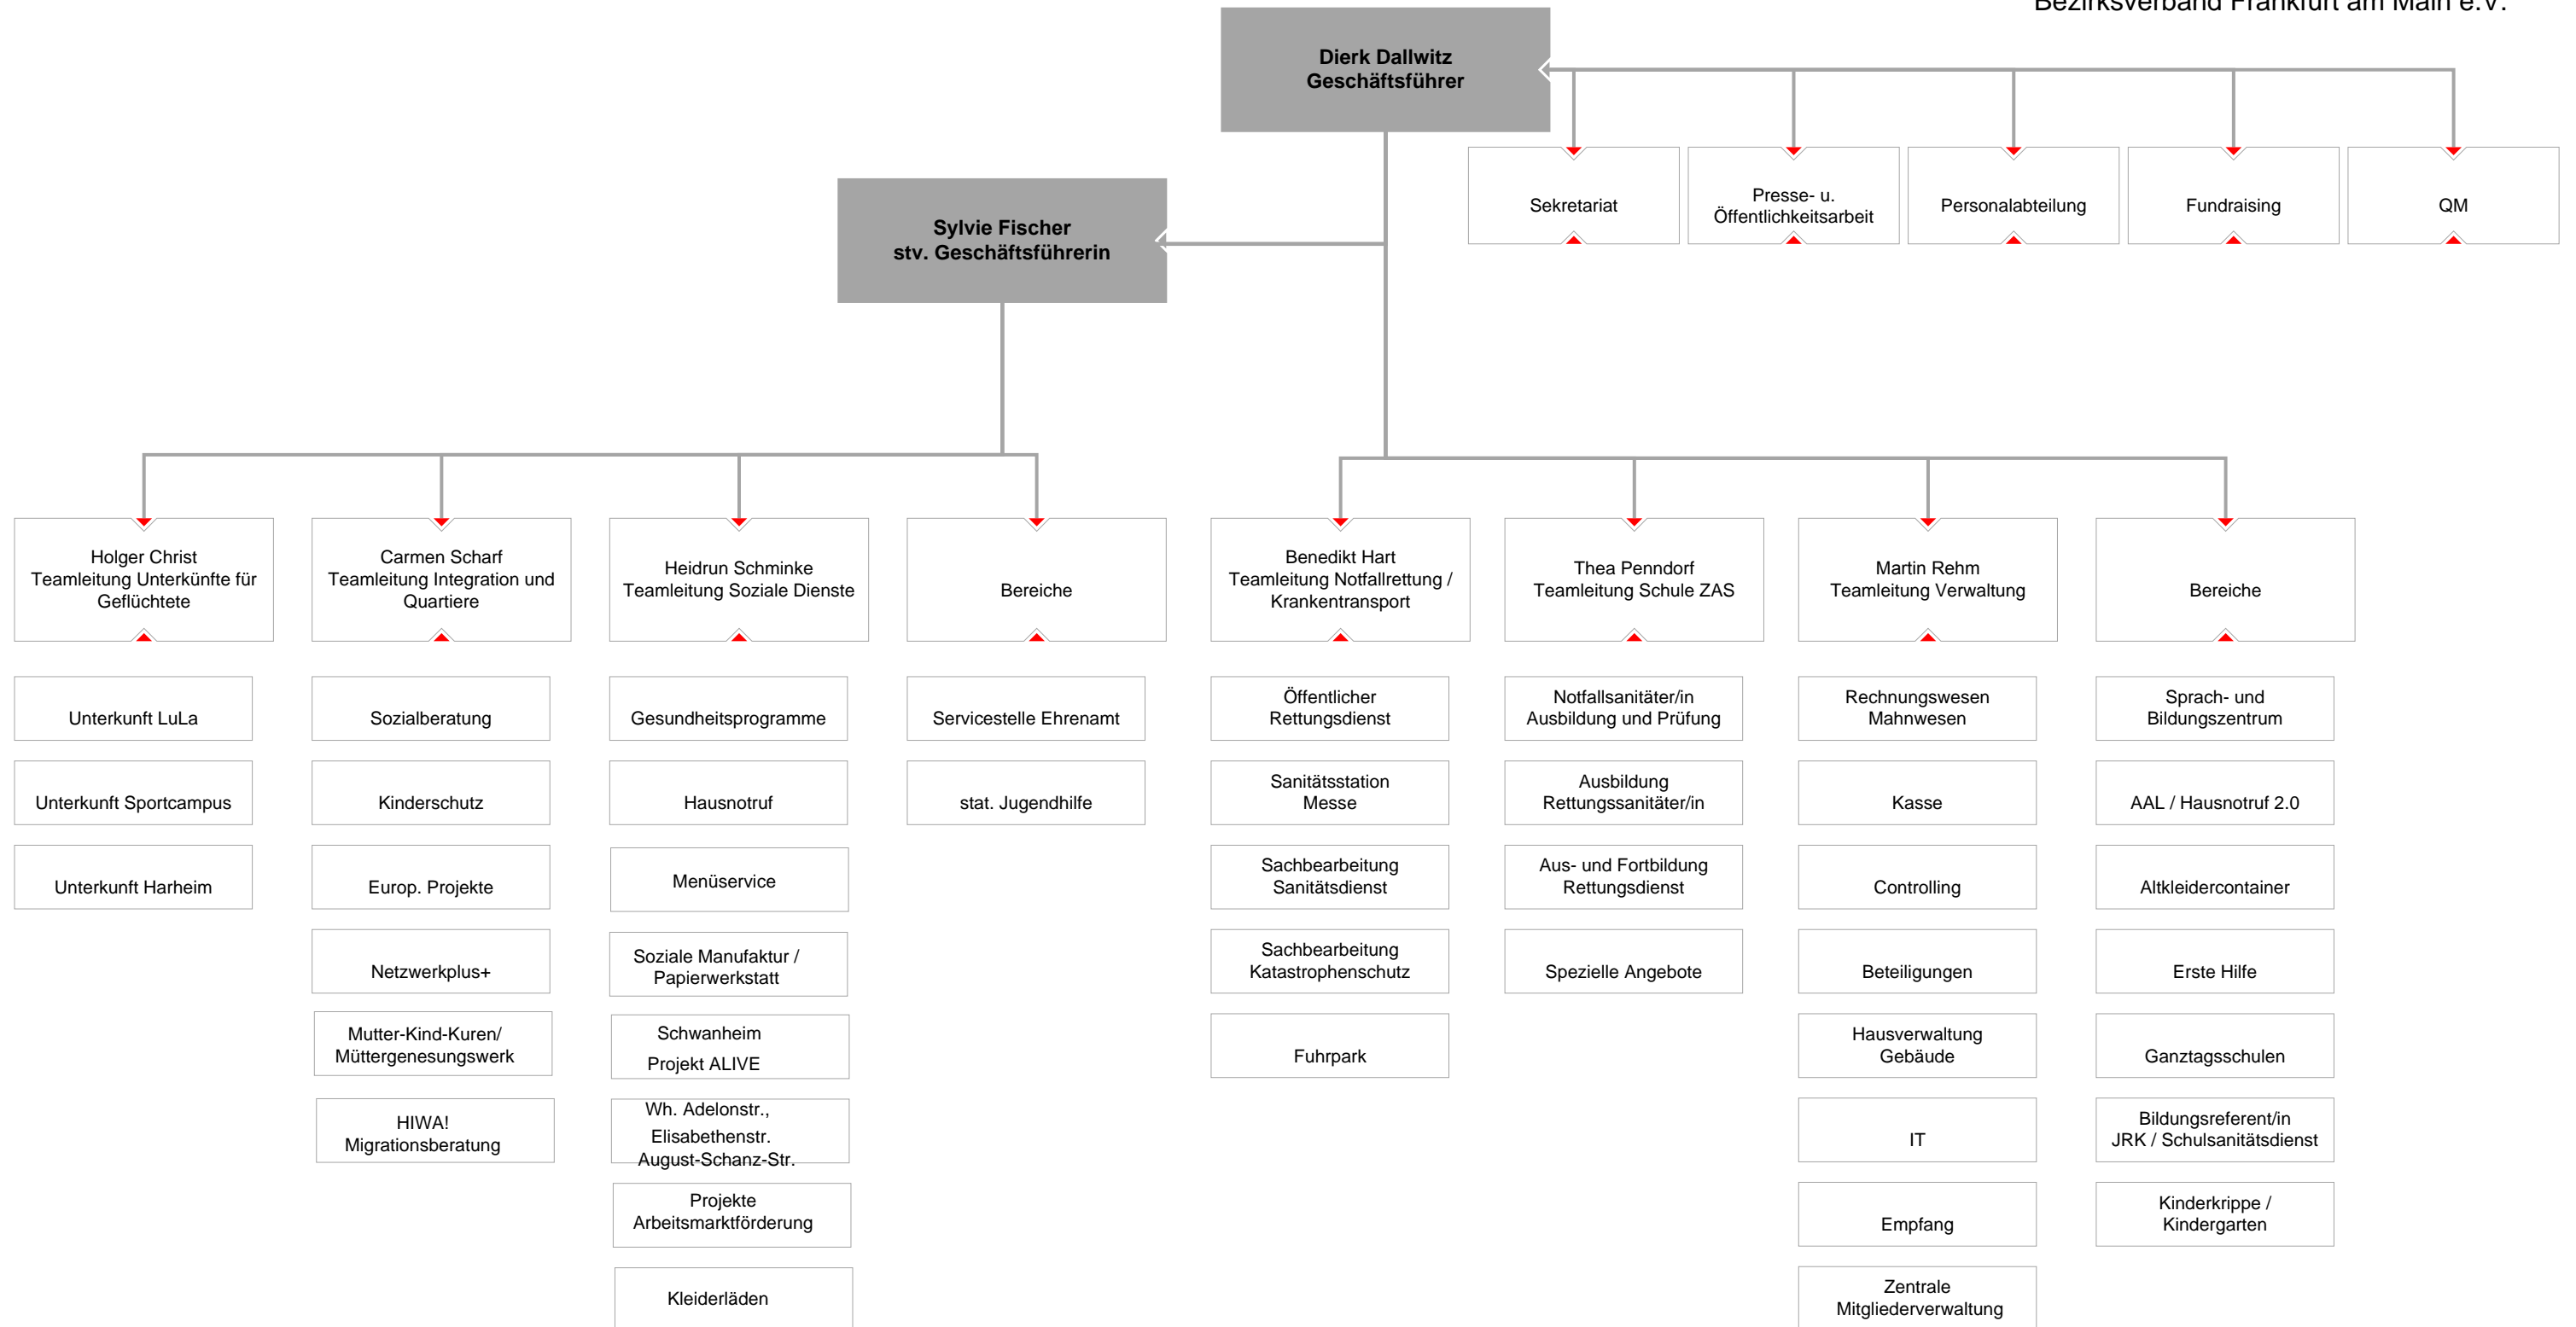 Bezirksverband Frankfurt am Main e.V.
Dierk Dallwitz
Geschäftsführer
Sekretariat
Presse- u.
Öffentlichkeitsarbeit
Personalabteilung
Fundraising
QM
Sylvie Fischer
stv. Geschäftsführerin
Holger Christ
Teamleitung Unterkünfte für
Geflüchtete
Carmen Scharf
Teamleitung Integration und
Quartiere
Heidrun Schminke
Teamleitung Soziale Dienste
Bereiche
Benedikt Hart
Teamleitung Notfallrettung /
Krankentransport
Thea Penndorf
Teamleitung Schule ZAS
Martin Rehm
Teamleitung Verwaltung
Bereiche
Unterkunft LuLa
Unterkunft Sportcampus
Unterkunft Harheim
Sozialberatung
Kinderschutz
Europ. Projekte
Netzwerkplus+
Mutter-Kind-Kuren/
Müttergenesungswerk
HIWA!
Migrationsberatung
Gesundheitsprogramme
Hausnotruf
Menüservice
Soziale Manufaktur /
Papierwerkstatt
Schwanheim
Projekt ALIVE
Wh. Adelonstr.,
Elisabethenstr.
August-Schanz-Str.
Projekte
Arbeitsmarktförderung
Kleiderläden
Servicestelle Ehrenamt
stat. Jugendhilfe
Öffentlicher
Rettungsdienst
Sanitätsstation
Messe
Sachbearbeitung
Sanitätsdienst
Sachbearbeitung
Katastrophenschutz
Fuhrpark
Notfallsanitäter/in
Ausbildung und Prüfung
Ausbildung
Rettungssanitäter/in
Aus- und Fortbildung
Rettungsdienst
Spezielle Angebote
Rechnungswesen
Mahnwesen
Kasse
Controlling
Beteiligungen
Hausverwaltung
Gebäude
IT
Empfang
Zentrale
Mitgliederverwaltung
Sprach- und
Bildungszentrum
AAL / Hausnotruf 2.0
Altkleidercontainer
Erste Hilfe
Ganztagsschulen
Bildungsreferent/in
JRK / Schulsanitätsdienst
Kinderkrippe /
Kindergarten